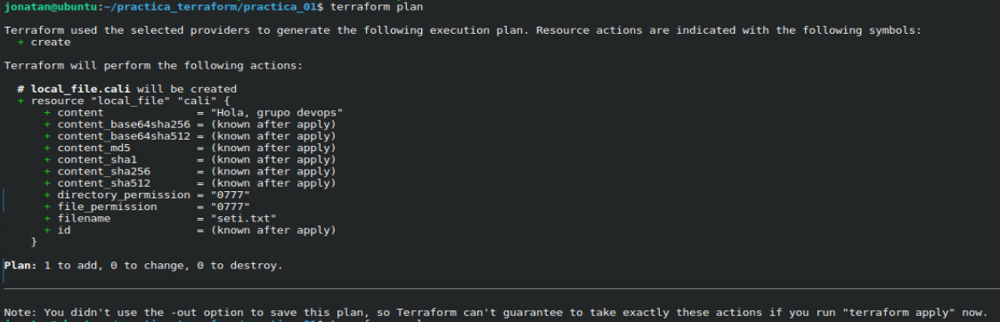 jonatan@ubuntu:~/practica_terraform/practica_01$ terraform plan
Terraform used the selected providers to generate the following execution plan. Resource actions are indicated with the following symbols:
+ create
Terraform will perform the following actions:
# local_file.cali will be created
+ resource "local_file" "cali" {
+ content = "Hola, grupo devops"
+ content_base64sha256 = (known after apply)
+ content_base64sha512 = (known after apply)
+ content_md5 = (known after apply)
+ content_sha1 = (known after apply)
+ content_sha256 = (known after apply)
+ content_sha512 = (known after apply)
+ directory_permission = "0777"
+ file_permission = "0777"
+ filename = "seti.txt"
+ id = (known after apply)
}
Plan: 1 to add, 0 to change, 0 to destroy.
Note: You didn't use the -out option to save this plan, so Terraform can't guarantee to take exactly these actions if you run "terraform apply" now.